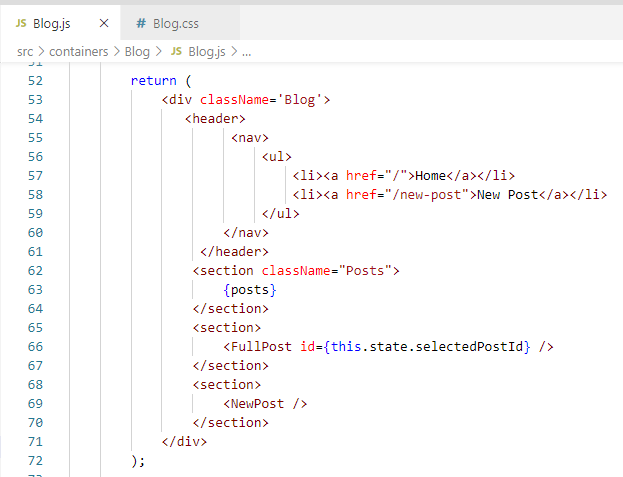 JS Blog.js × # Blog.css
src > containers > Blog > JS Blog.js > ...
51
52 return (
53 <div className='Blog'>
54 <header>
55 <nav>
56 <ul>
57 <li><a href="/">Home</a></li>
58 <li><a href="/new-post">New Post</a></li>
59 </ul>
60 </nav>
61 </header>
62 <section className="Posts">
63 {posts}
64 </section>
65 <section>
66 <FullPost id={this.state.selectedPostId} />
67 </section>
68 <section>
69 <NewPost />
70 </section>
71 </div>
72 );